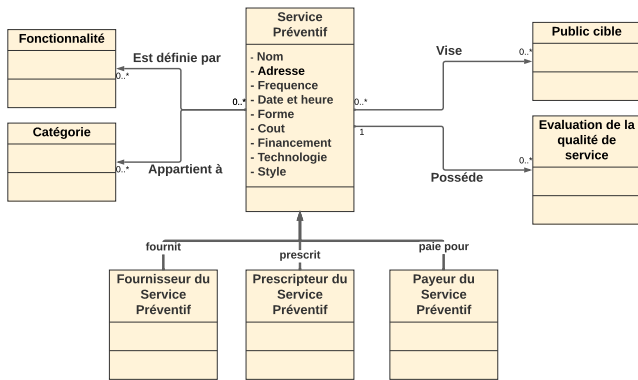 Service
Préventif
- Nom
- Adresse
- Frequence
- Date et heure
- Forme
- Cout
- Financement
- Technologie
- Style
Fonctionnalité
Est définie par
0..*
0..*
Catégorie
0..*
Appartient à
Vise
0..*
0..*
Public cible
1
Posséde
0..*
Evaluation de la
qualité de
service
fournit
prescrit
paie pour
Fournisseur du
Service
Préventif
Prescripteur du
Service
Préventif
Payeur du
Service
Préventif